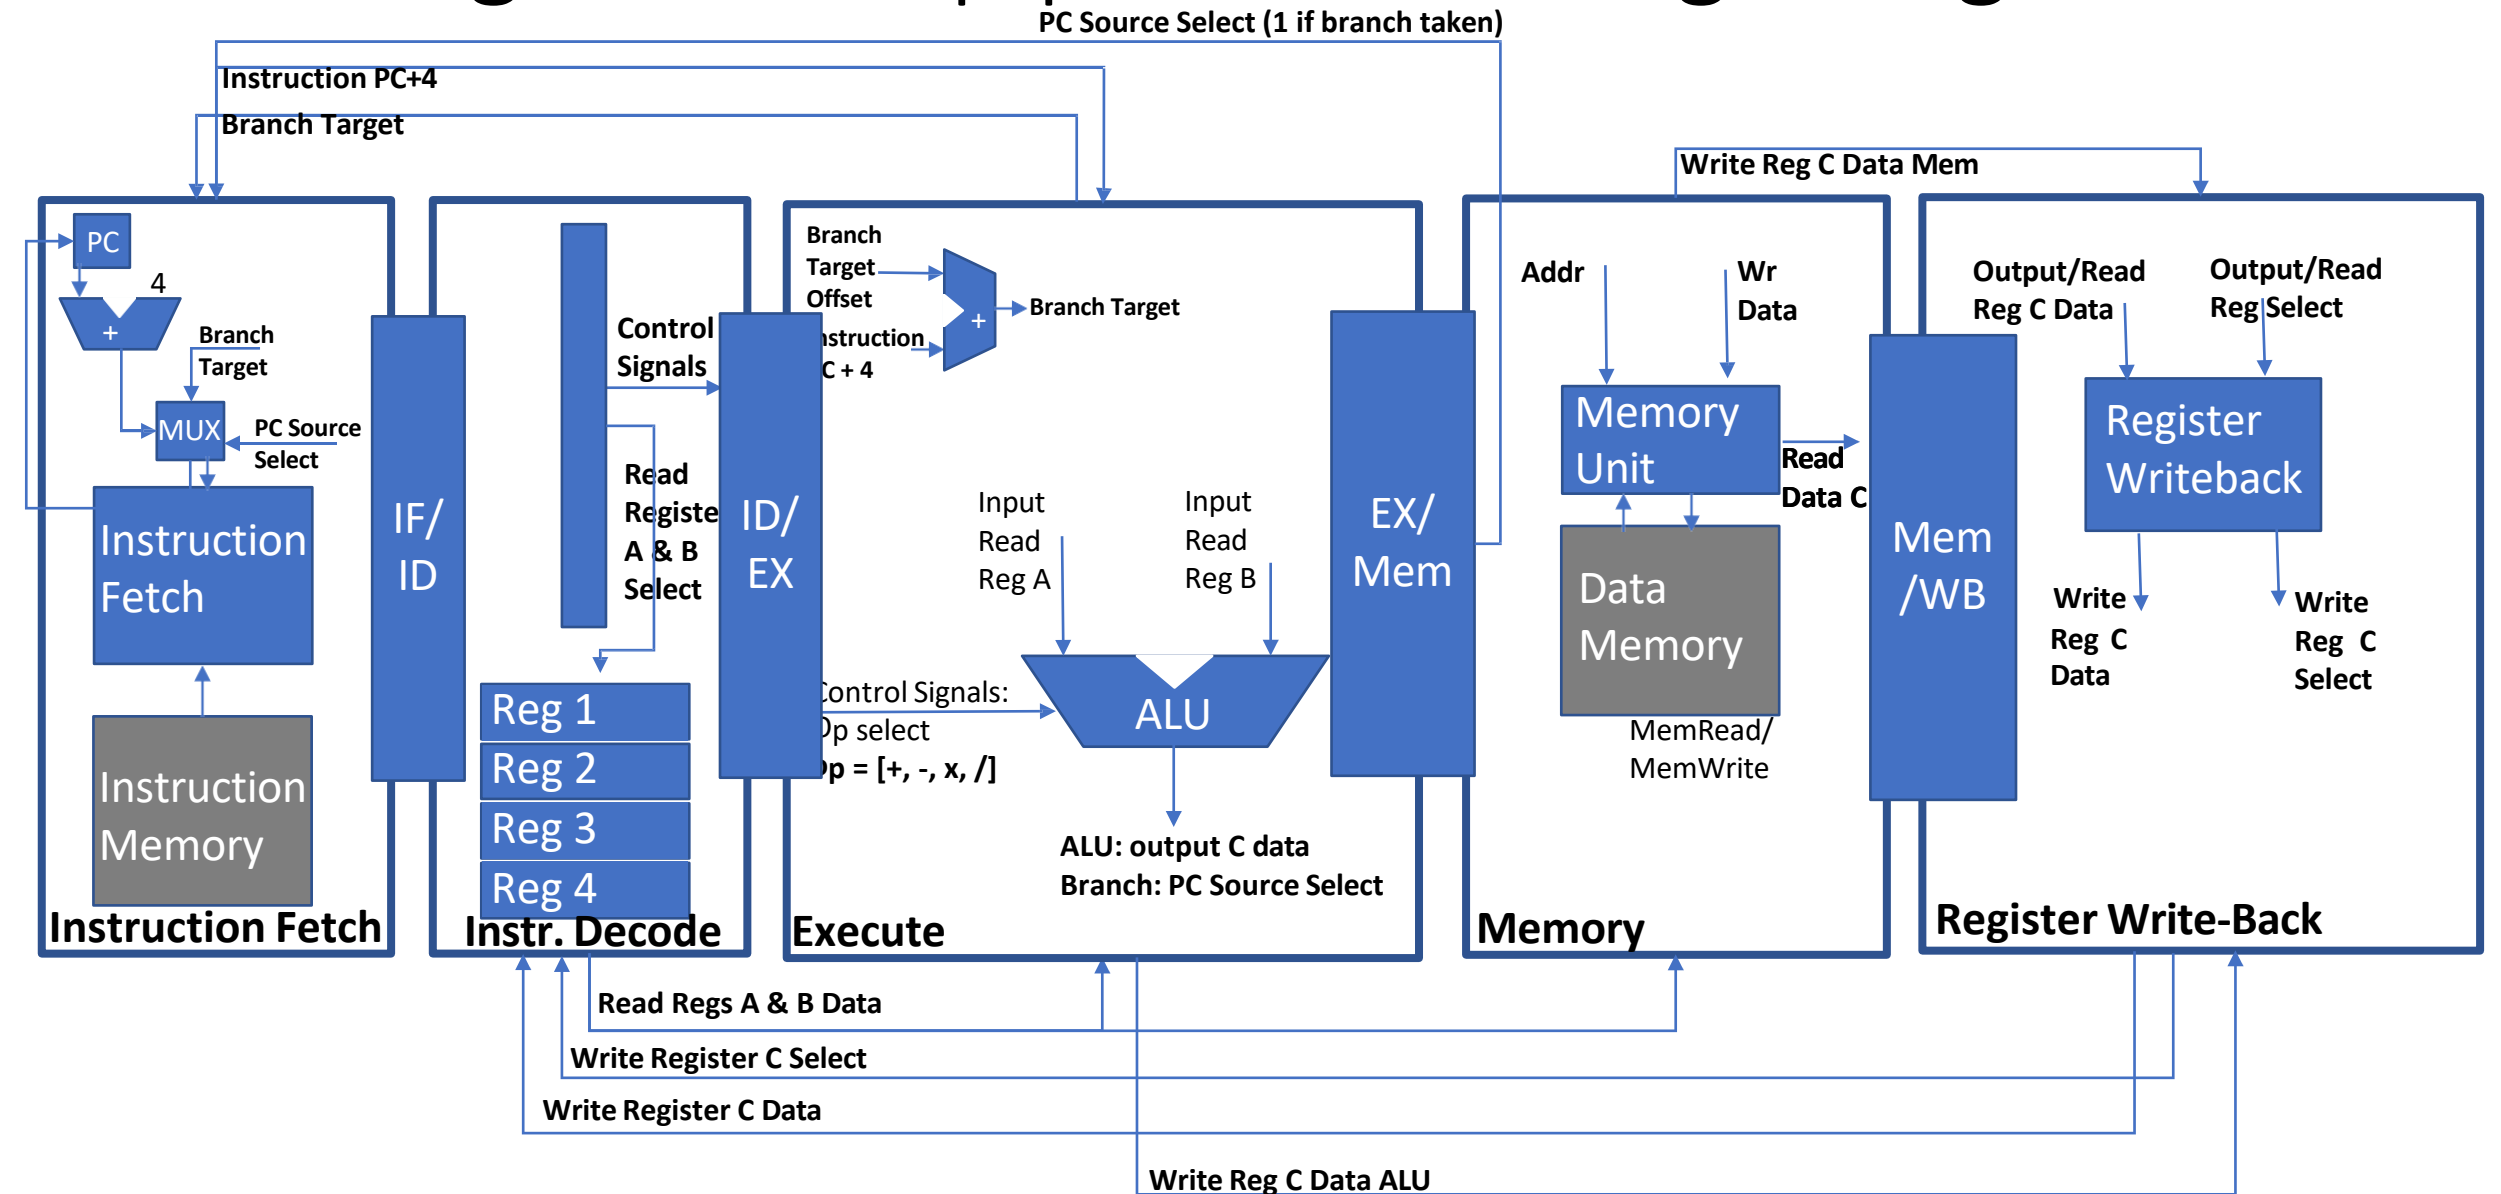 PC Source Select (1 if branch taken)
Instruction PC+4
Branch Target
Write Reg C Data Mem
PC
4
+
Branch
Target
MUX
PC Source
Select
Instruction
Fetch
Instruction
Memory
Instruction Fetch
IF/
ID
Control
Signals
Read
Registe
A & B
Select
Reg 1
Reg 2
Reg 3
Reg 4
Instr. Decode
ID/
EX
Branch
Target
Offset
nstruction
C + 4
+
Branch Target
Input
Read
Reg A
Input
Read
Reg B
Control Signals:
Op select
Op = [+, -, x, /]
ALU
ALU: output C data
Branch: PC Source Select
Execute
EX/
Mem
Addr
Wr
Data
Memory
Unit
Read
Data C
Data
Memory
MemRead/
MemWrite
Memory
Mem
/WB
Output/Read
Reg C Data
Output/Read
Reg Select
Register
Writeback
Write
Reg C
Data
Write
Reg C
Select
Register Write-Back
Read Regs A & B Data
Write Register C Select
Write Register C Data
Write Reg C Data ALU